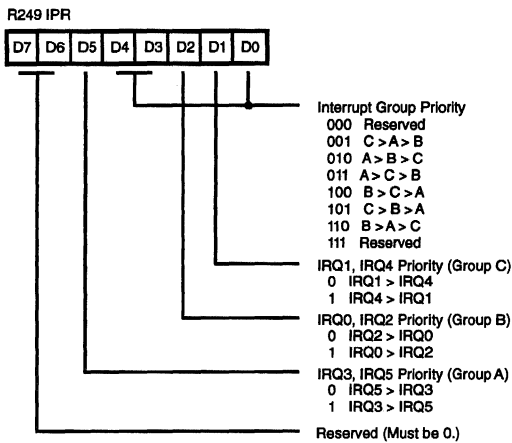 R249 IPR
D7 D6 D5 D4 D3 D2 D1 D0
Interrupt Group Priority
000 Reserved
001 C > A > B
010 A > B > C
011 A > C > B
100 B > C > A
101 C > B > A
110 B > A > C
111 Reserved
IRQ1, IRQ4 Priority (Group C)
0 IRQ1 > IRQ4
1 IRQ4 > IRQ1
IRQ0, IRQ2 Priority (Group B)
0 IRQ2 > IRQ0
1 IRQ0 > IRQ2
IRQ3, IRQ5 Priority (Group A)
0 IRQ5 > IRQ3
1 IRQ3 > IRQ5
Reserved (Must be 0.)